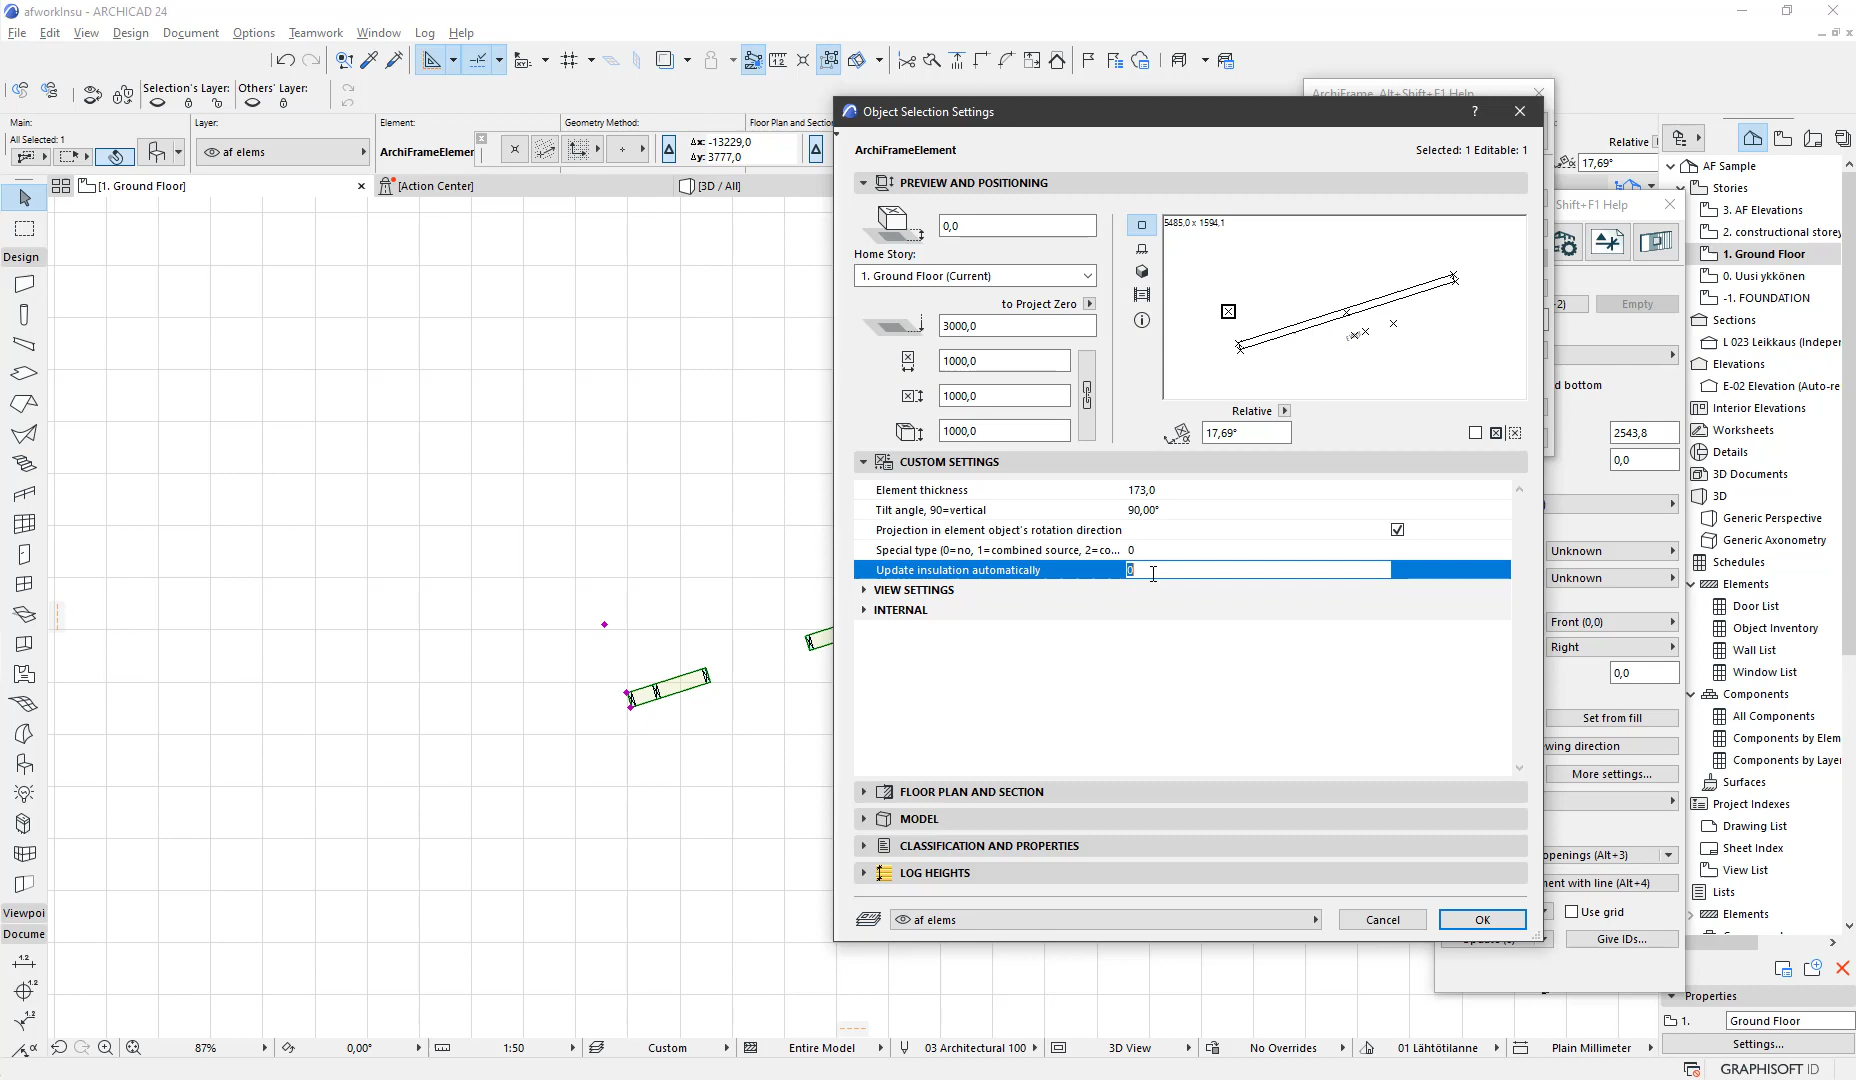 afworkInsu - ARCHICAD 24
File Edit View Design Document Options Teamwork Window Log Help
Selection's Layer: Others' Layer:
ArchiFrame, Alt+Shift+F1 Help
Main: Layer: Element: Geometry Method: Floor Plan and Section
All Selected: 1
af elems
ArchiFrameElemen
Δx: -13229,0
Δy: 3777,0
[1. Ground Floor]
[Action Center]
[3D / All]
Design
Viewpoi
Docume
Object Selection Settings
ArchiFrameElement
Selected: 1 Editable: 1
PREVIEW AND POSITIONING
0,0
Home Story:
1. Ground Floor (Current)
to Project Zero
3000,0
1000,0
1000,0
1000,0
5485,0 x 1594,1
Relative
17,69°
CUSTOM SETTINGS
Element thickness 173,0
Tilt angle, 90=vertical 90,00°
Projection in element object's rotation direction
Special type (0=no, 1=combined source, 2=co... 0
Update insulation automatically 0
VIEW SETTINGS
INTERNAL
FLOOR PLAN AND SECTION
MODEL
CLASSIFICATION AND PROPERTIES
LOG HEIGHTS
af elems
Cancel
OK
Relative
17,69°
Shift+F1 Help
2)
Empty
d bottom
2543,8
0,0
Unknown
Unknown
Front (0,0)
Right
0,0
Set from fill
wing direction
More settings...
openings (Alt+3)
ment with line (Alt+4)
Use grid
Give IDs...
AF Sample
Stories
3. AF Elevations
2. constructional storey
1. Ground Floor
0. Uusi ykkönen
-1. FOUNDATION
Sections
L 023 Leikkaus (Indeper
Elevations
E-02 Elevation (Auto-re
Interior Elevations
Worksheets
Details
3D Documents
3D
Generic Perspective
Generic Axonometry
Schedules
Elements
Door List
Object Inventory
Wall List
Window List
Components
All Components
Components by Elem
Components by Layer
Surfaces
Project Indexes
Drawing List
Sheet Index
View List
Lists
Elements
Properties
1. Ground Floor
Settings...
87% 0,00° 1:50 Custom Entire Model 03 Architectural 100 3D View No Overrides 01 Lähtötilanne Plain Millimeter
GRAPHISOFT ID